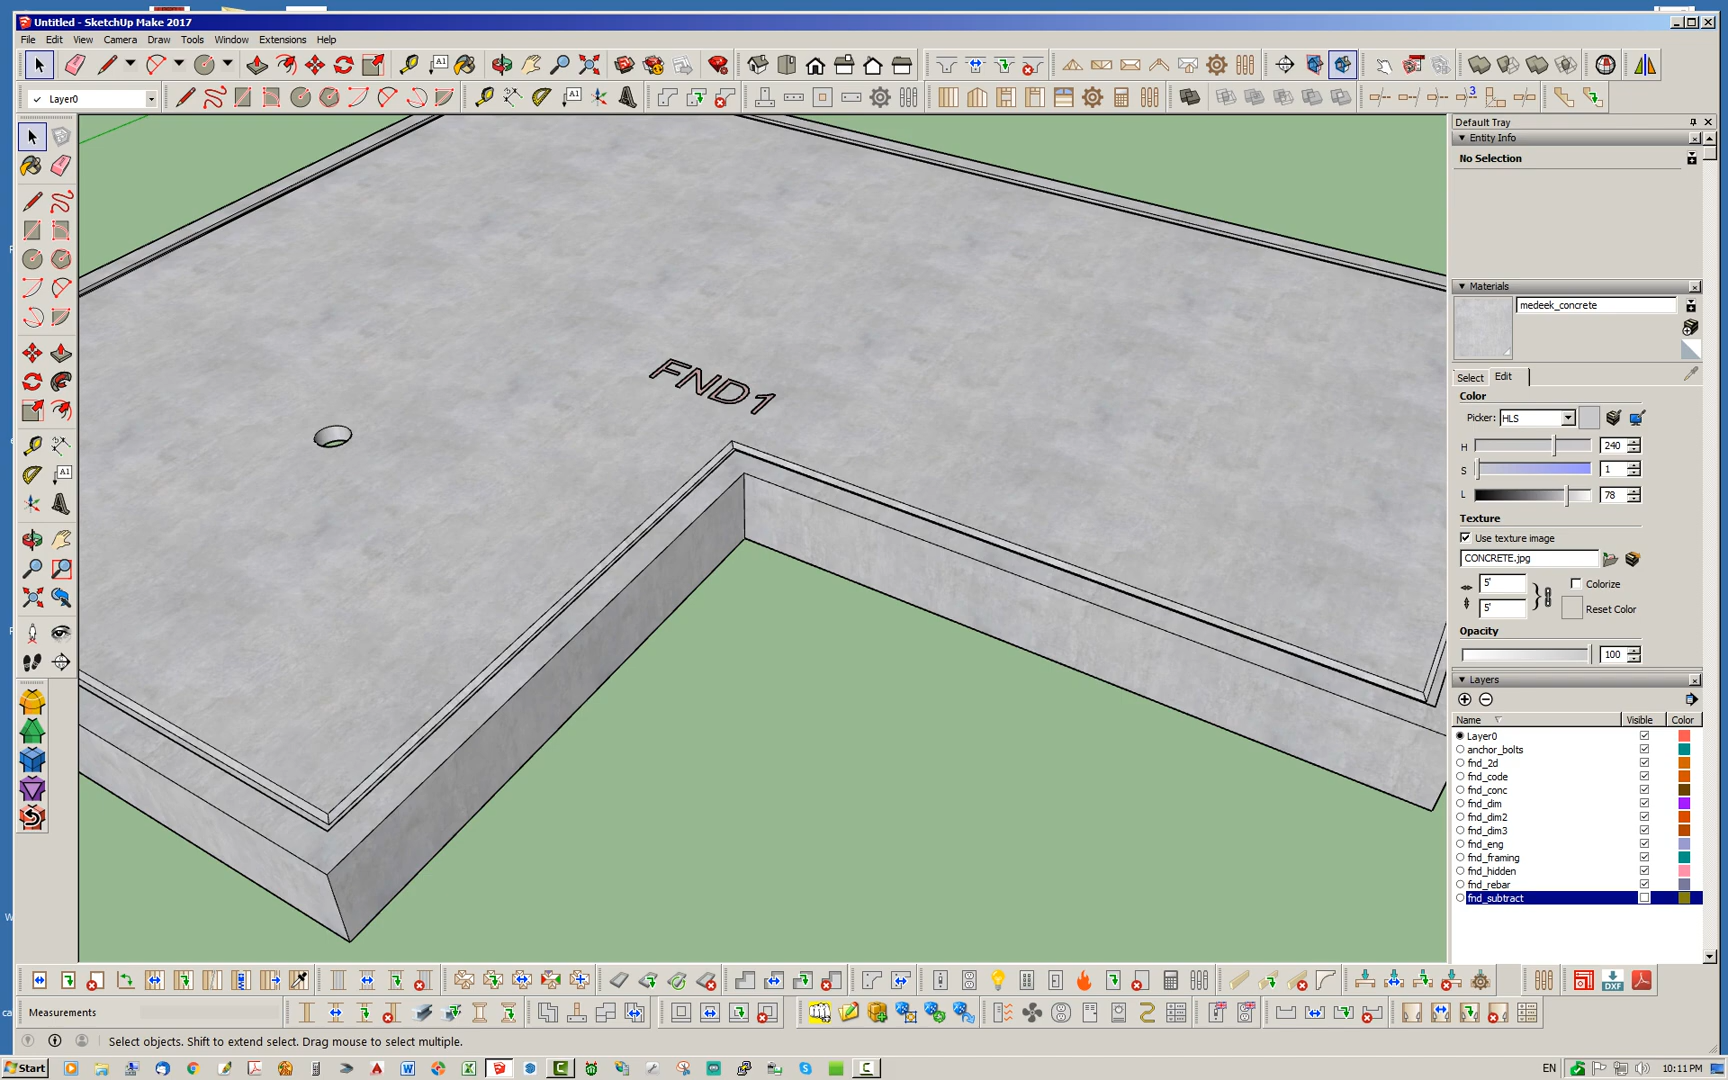 Untitled - SketchUp Make 2017
File Edit View Camera Draw Tools Window Extensions Help
Layer0
Default Tray
Entity Info
No Selection
Materials
medeek_concrete
Select Edit
Color
Picker: HLS
H 240
S 1
L 78
Texture
Use texture image
CONCRETE.jpg
5'
Colorize
5'
Reset Color
Opacity
100
Layers
Name Visible Color
Layer0
anchor_bolts
fnd_2d
fnd_code
fnd_conc
fnd_dim
fnd_dim2
fnd_dim3
fnd_eng
fnd_framing
fnd_hidden
fnd_rebar
fnd_subtract
FND1
Measurements
Select objects. Shift to extend select. Drag mouse to select multiple.
Start
EN
10:11 PM